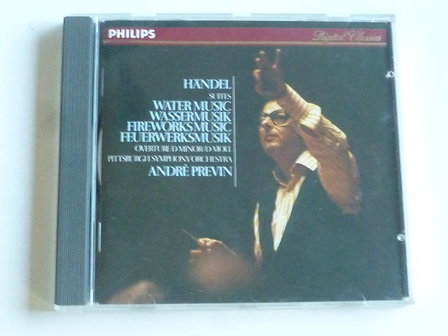 PHILIPS
Digital Classics
HÄNDEL
SUITES
WATER MUSIC
WASSERMUSIK
FIREWORKS MUSIC
FEUERWERKSMUSIK
OVERTURE/D MINOR/D-MOLL
PITTSBURGH SYMPHONY ORCHESTRA
ANDRÉ PREVIN